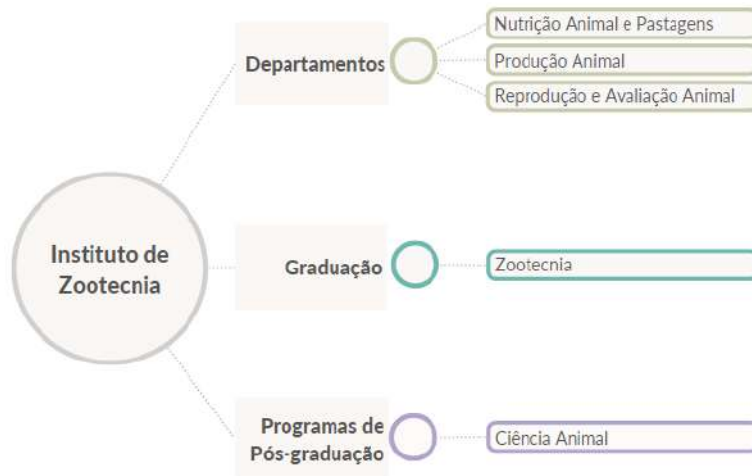 Instituto de
Zootecnia
Departamentos
Nutrição Animal e Pastagens
Produção Animal
Reprodução e Avaliação Animal
Graduação
Zootecnia
Programas de
Pós-graduação
Ciência Animal